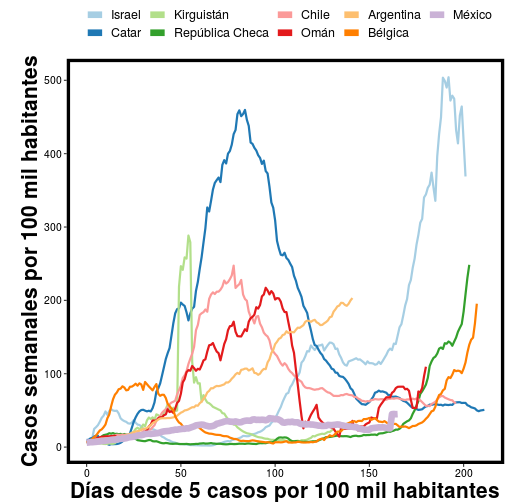 Israel Kirguistán Chile Argentina México
Catar República Checa Omán Bélgica
Casos semanales por 100 mil habitantes
500
400
300
200
100
0
0 50 100 150 200
Días desde 5 casos por 100 mil habitantes